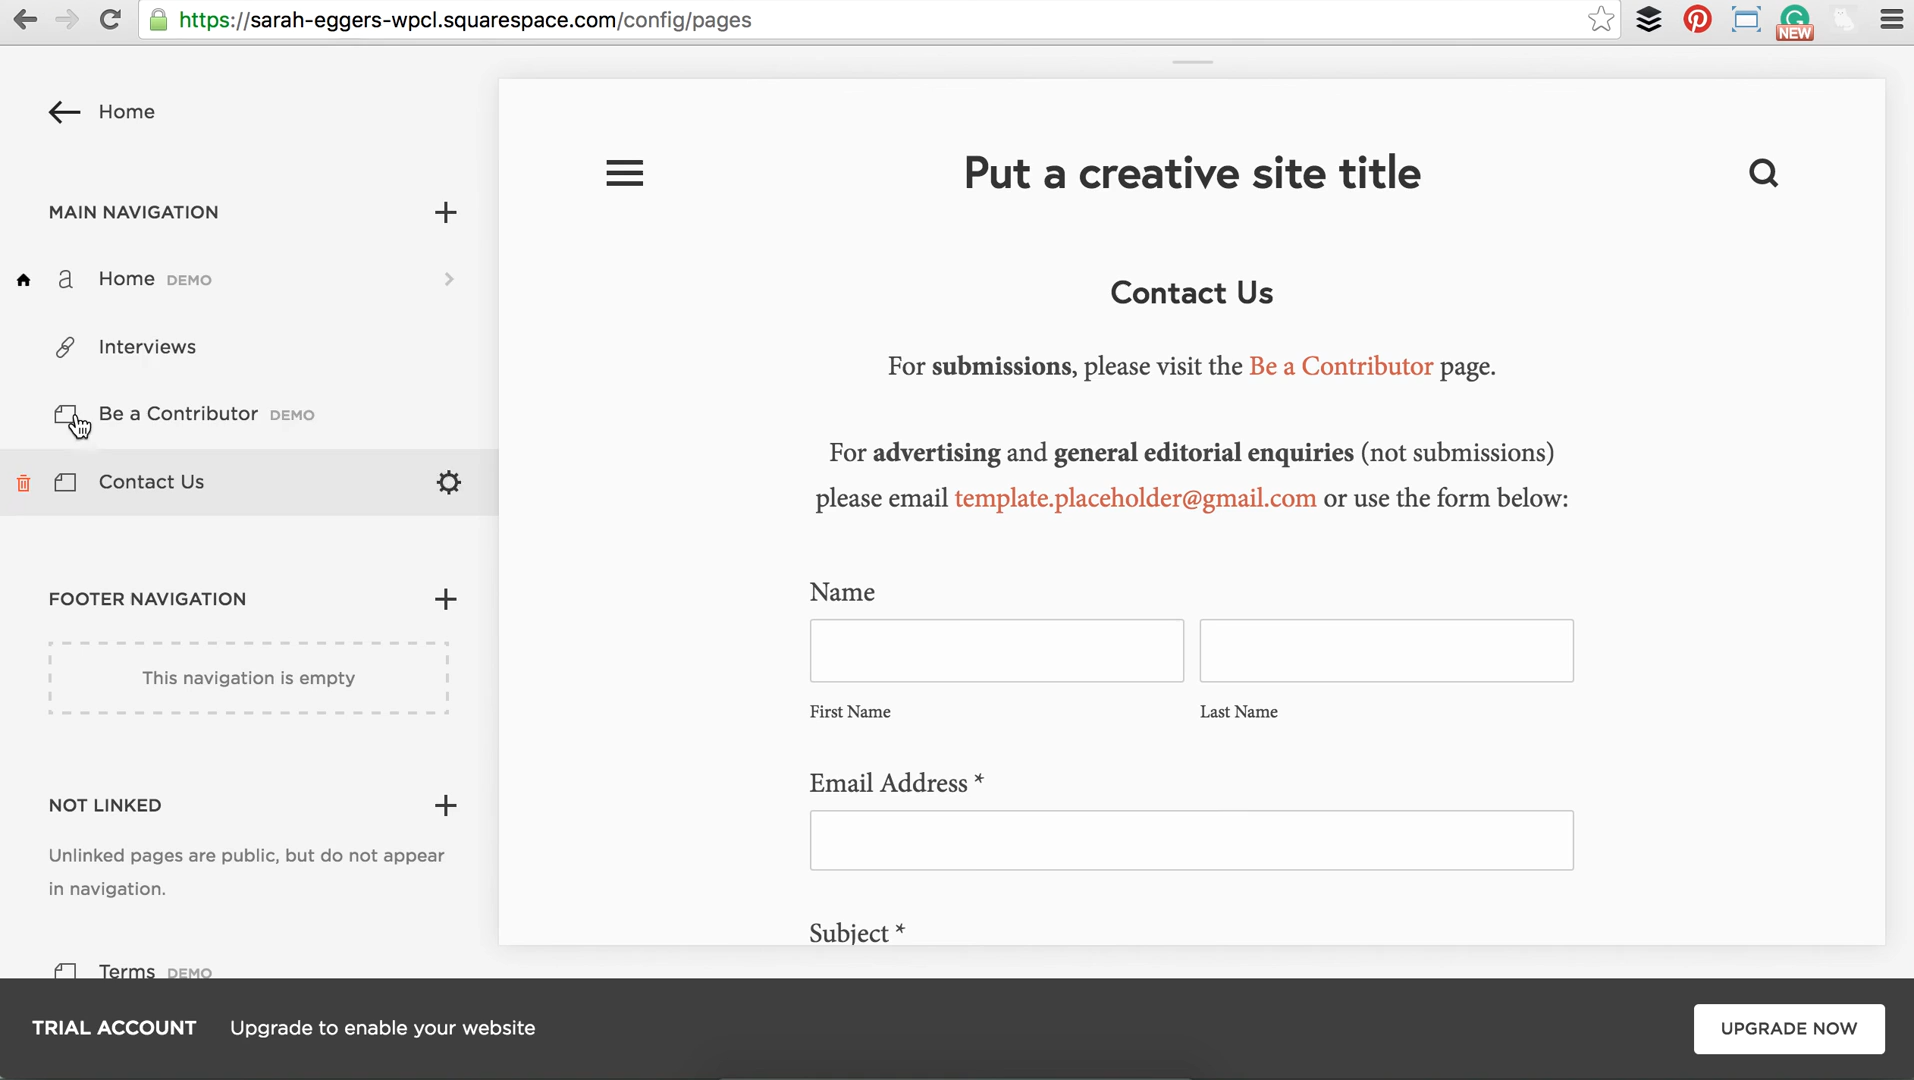 https://sarah-eggers-wpcl.squarespace.com/config/pages
NEW
Home
MAIN NAVIGATION
Home DEMO
Interviews
Be a Contributor DEMO
Contact Us
FOOTER NAVIGATION
This navigation is empty
NOT LINKED
Unlinked pages are public, but do not appear
in navigation.
Terms DEMO
Put a creative site title
Contact Us
For submissions, please visit the Be a Contributor page.
For advertising and general editorial enquiries (not submissions)
please email template.placeholder@gmail.com or use the form below:
Name
First Name
Last Name
Email Address *
Subject *
TRIAL ACCOUNT Upgrade to enable your website
UPGRADE NOW